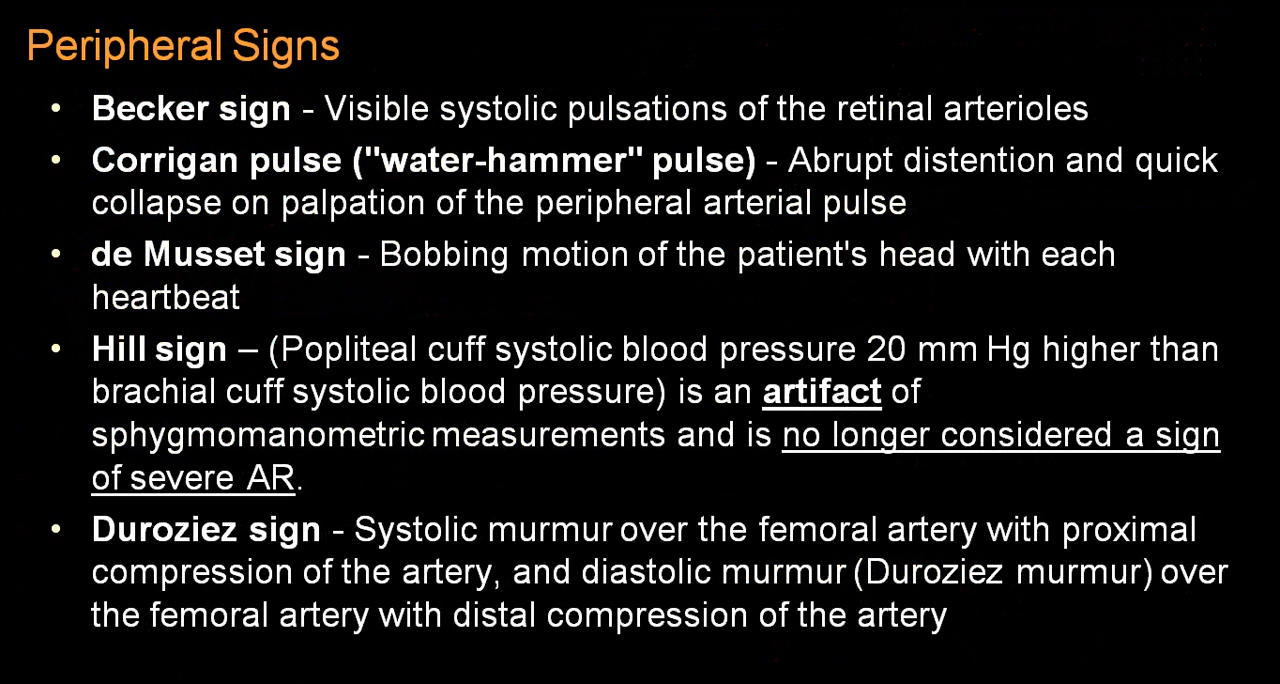 Peripheral Signs
• Becker sign - Visible systolic pulsations of the retinal arterioles
• Corrigan pulse ("water-hammer" pulse) - Abrupt distention and quick
collapse on palpation of the peripheral arterial pulse
• de Musset sign - Bobbing motion of the patient's head with each
heartbeat
• Hill sign – (Popliteal cuff systolic blood pressure 20 mm Hg higher than
brachial cuff systolic blood pressure) is an artifact of
sphygmomanometric measurements and is no longer considered a sign
of severe AR.
• Duroziez sign - Systolic murmur over the femoral artery with proximal
compression of the artery, and diastolic murmur (Duroziez murmur) over
the femoral artery with distal compression of the artery